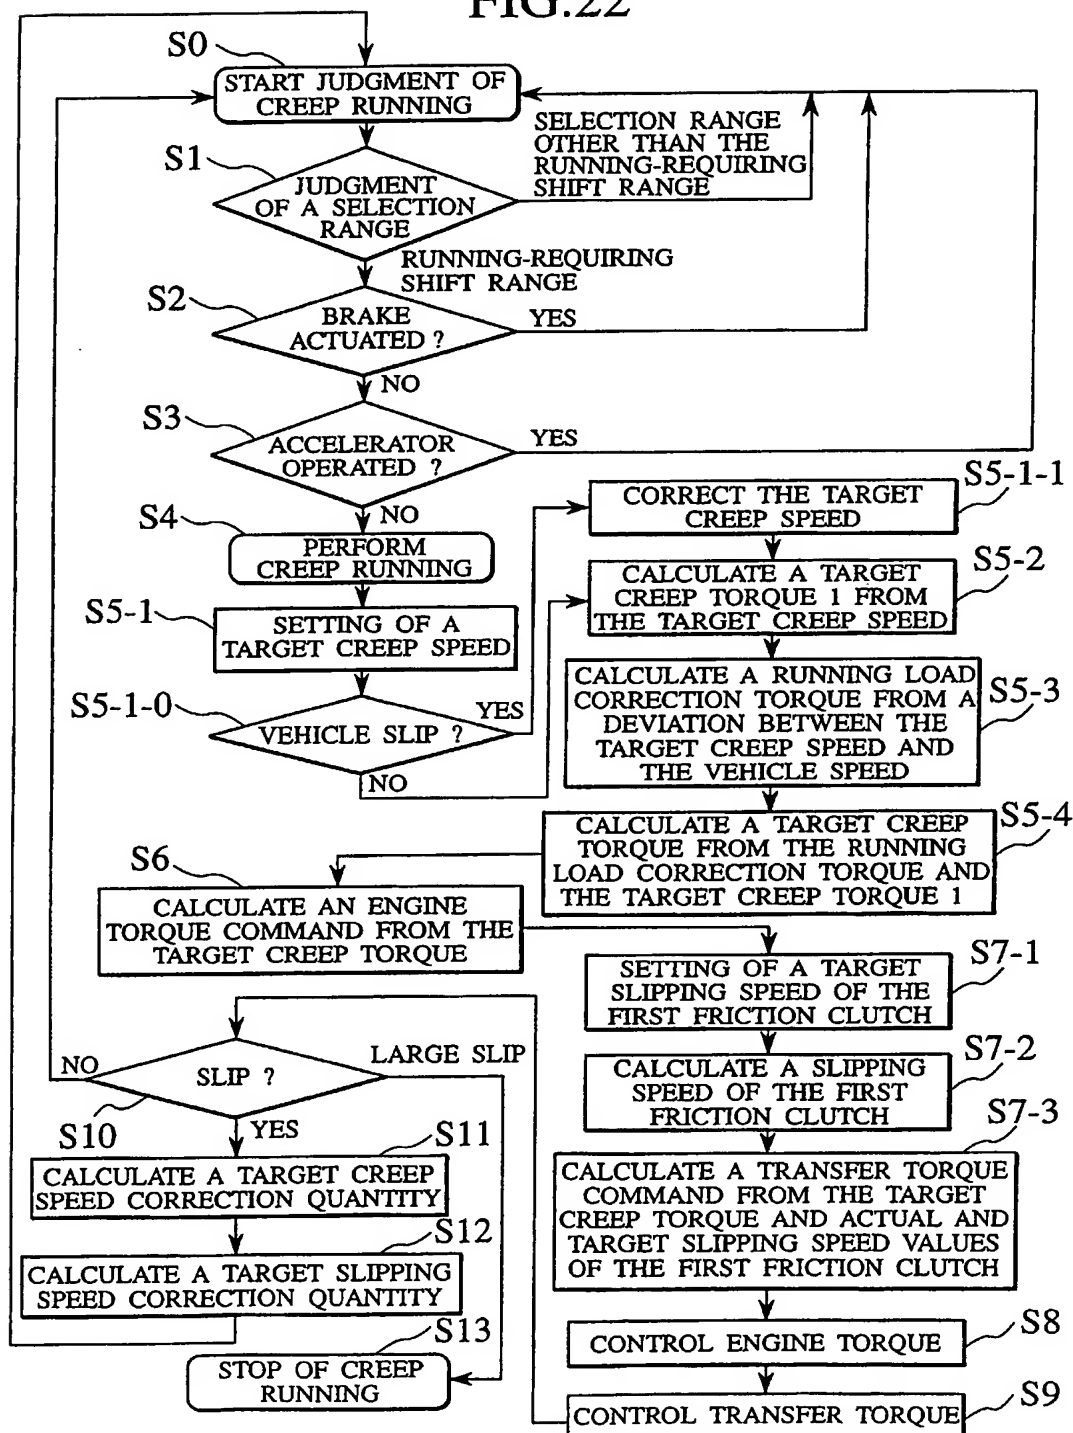 FIG.22
S0
START JUDGMENT OF
CREEP RUNNING
S1
JUDGMENT
OF A SELECTION
RANGE
SELECTION RANGE
OTHER THAN THE
RUNNING-REQUIRING
SHIFT RANGE
RUNNING-REQUIRING
SHIFT RANGE
S2
BRAKE
ACTUATED ?
YES
NO
S3
ACCELERATOR
OPERATED ?
YES
NO
S4
PERFORM
CREEP RUNNING
S5-1
SETTING OF A
TARGET CREEP SPEED
S5-1-0
VEHICLE SLIP ?
YES
NO
S5-1-1
CORRECT THE TARGET
CREEP SPEED
S5-2
CALCULATE A TARGET
CREEP TORQUE 1 FROM
THE TARGET CREEP SPEED
S5-3
CALCULATE A RUNNING LOAD
CORRECTION TORQUE FROM A
DEVIATION BETWEEN THE
TARGET CREEP SPEED AND
THE VEHICLE SPEED
S5-4
CALCULATE A TARGET CREEP
TORQUE FROM THE RUNNING
LOAD CORRECTION TORQUE AND
THE TARGET CREEP TORQUE 1
S6
CALCULATE AN ENGINE
TORQUE COMMAND FROM THE
TARGET CREEP TORQUE
S7-1
SETTING OF A TARGET
SLIPPING SPEED OF THE
FIRST FRICTION CLUTCH
S7-2
CALCULATE A SLIPPING
SPEED OF THE FIRST
FRICTION CLUTCH
S7-3
CALCULATE A TRANSFER TORQUE
COMMAND FROM THE TARGET
CREEP TORQUE AND ACTUAL AND
TARGET SLIPPING SPEED VALUES
OF THE FIRST FRICTION CLUTCH
S8
CONTROL ENGINE TORQUE
S9
CONTROL TRANSFER TORQUE
NO
SLIP ?
LARGE SLIP
S10
YES
S11
CALCULATE A TARGET CREEP
SPEED CORRECTION QUANTITY
S12
CALCULATE A TARGET SLIPPING
SPEED CORRECTION QUANTITY
S13
STOP OF CREEP
RUNNING